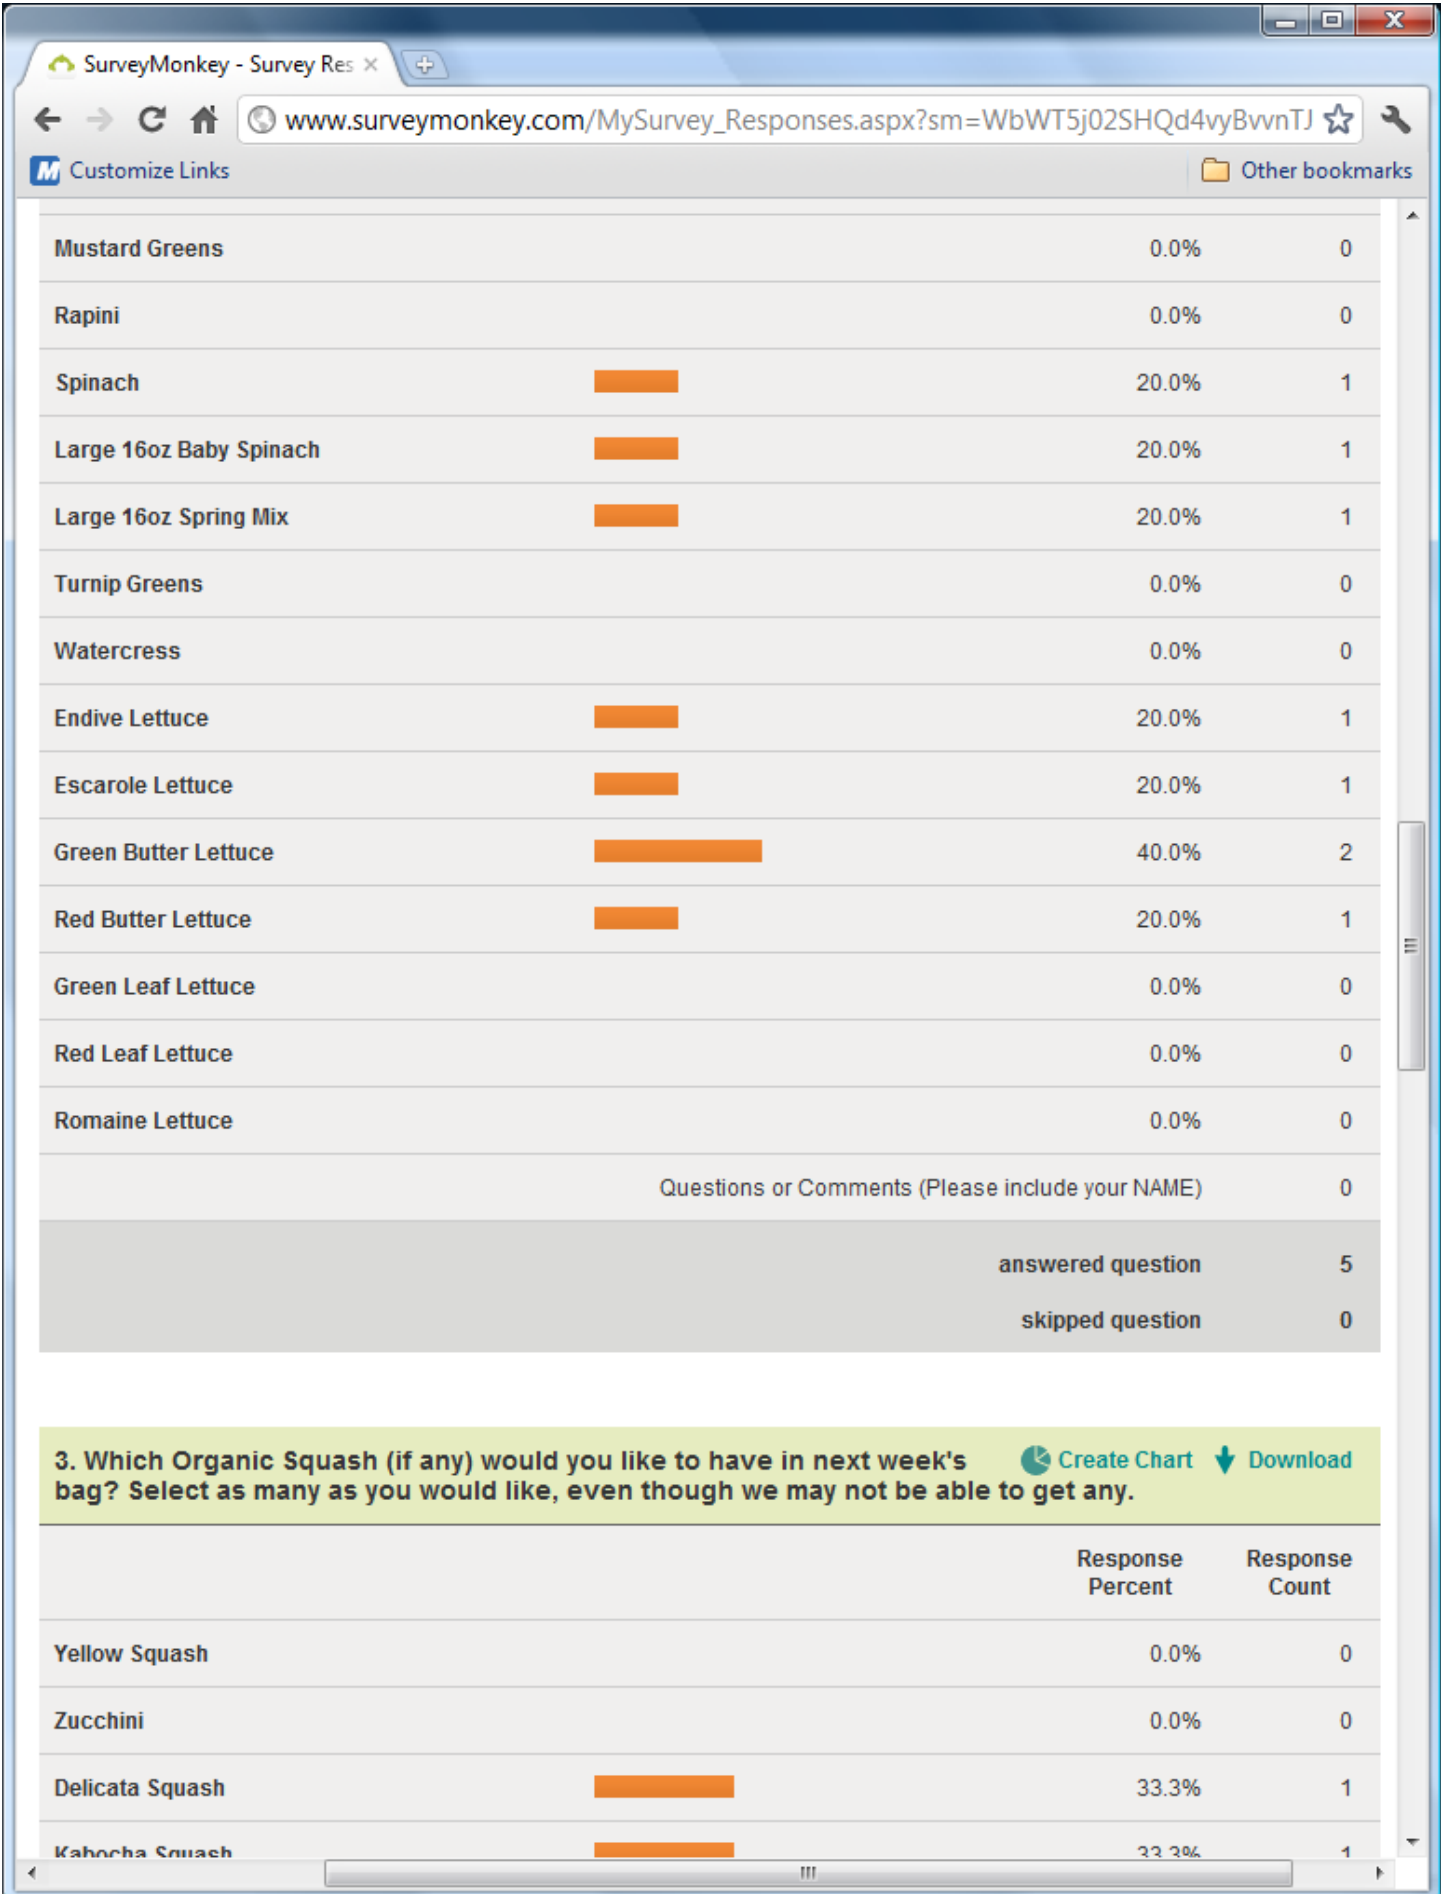 SurveyMonkey - Survey Res
www.surveymonkey.com/MySurvey_Responses.aspx?sm=WbWT5j02SHQd4vyBvvnTJ
Customize Links Other bookmarks
Mustard Greens 0.0% 0
Rapini 0.0% 0
Spinach 20.0% 1
Large 16oz Baby Spinach 20.0% 1
Large 16oz Spring Mix 20.0% 1
Turnip Greens 0.0% 0
Watercress 0.0% 0
Endive Lettuce 20.0% 1
Escarole Lettuce 20.0% 1
Green Butter Lettuce 40.0% 2
Red Butter Lettuce 20.0% 1
Green Leaf Lettuce 0.0% 0
Red Leaf Lettuce 0.0% 0
Romaine Lettuce 0.0% 0
Questions or Comments (Please include your NAME) 0
answered question 5
skipped question 0
3. Which Organic Squash (if any) would you like to have in next week's Create Chart Download
bag? Select as many as you would like, even though we may not be able to get any.
Response Response
Percent Count
Yellow Squash 0.0% 0
Zucchini 0.0% 0
Delicata Squash 33.3% 1
Kabocha Squash 33.3% 1